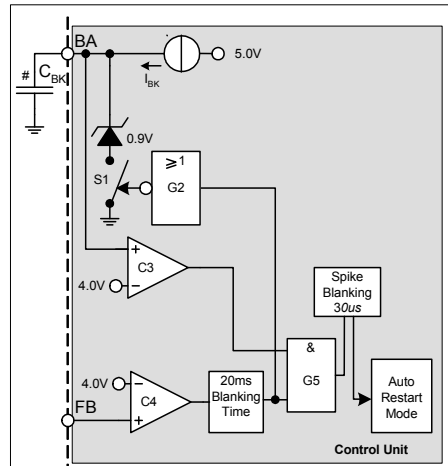 BA
5.0V
#
C_BK
I_BK
0.9V
S1
≥1
G2
+
C3
4.0V
-
Spike
Blanking
30us
&
G5
4.0V
-
20ms
Blanking
Time
C4
FB
+
Auto
Restart
Mode
Control Unit